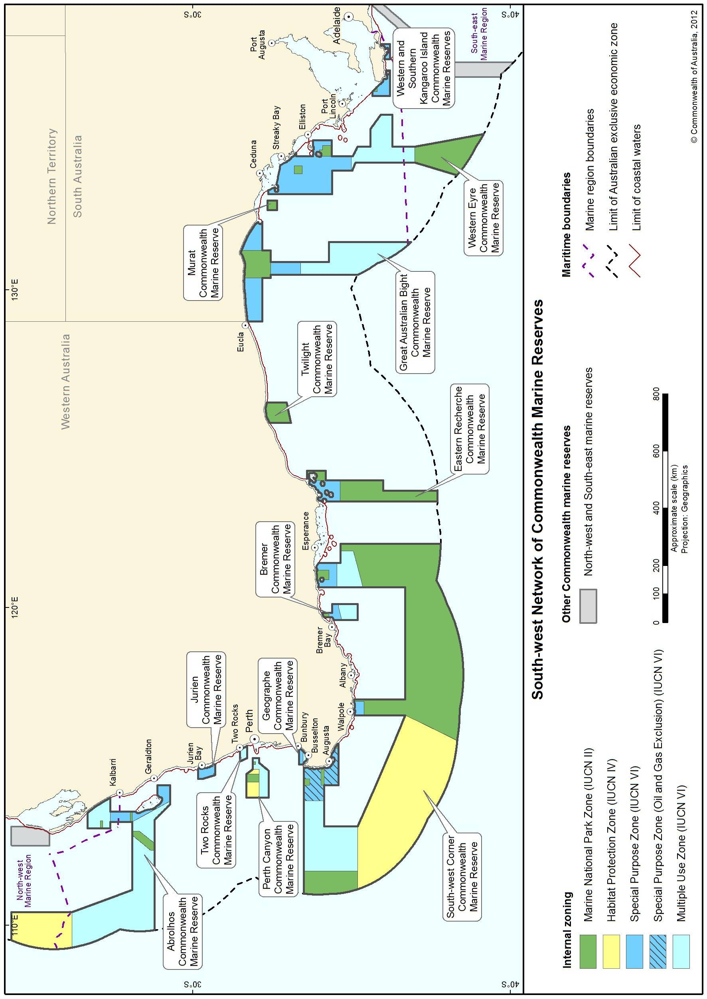 Northern Territory
South Australia
Western Australia
110°E
120°E
130°E
30°S
30°S
40°S
40°S
North-west
Marine Region
South-east
Marine Region
Kalbarri
Geraldton
Jurien
Bay
Two Rocks
Perth
Bunbury
Busselton
Augusta
Walpole
Albany
Bremer
Bay
Esperance
Eucla
Ceduna
Streaky Bay
Elliston
Port
Lincoln
Port
Augusta
Adelaide
Abrolhos
Commonwealth
Marine Reserve
Jurien
Commonwealth
Marine Reserve
Two Rocks
Commonwealth
Marine Reserve
Perth Canyon
Commonwealth
Marine Reserve
Geographe
Commonwealth
Marine Reserve
South-west Corner
Commonwealth
Marine Reserve
Bremer
Commonwealth
Marine Reserve
Eastern Recherche
Commonwealth
Marine Reserve
Twilight
Commonwealth
Marine Reserve
Great Australian Bight
Commonwealth
Marine Reserve
Murat
Commonwealth
Marine Reserve
Western Eyre
Commonwealth
Marine Reserve
Western and
Southern
Kangaroo Island
Commonwealth
Marine Reserves
South-west Network of Commonwealth Marine Reserves
Internal zoning
Marine National Park Zone (IUCN II)
Habitat Protection Zone (IUCN IV)
Special Purpose Zone (IUCN VI)
Special Purpose Zone (Oil and Gas Exclusion) (IUCN VI)
Multiple Use Zone (IUCN VI)
Other Commonwealth marine reserves
North-west and South-east marine reserves
0 100 200 400 600 800
Approximate scale (km)
Projection: Geographics
Maritime boundaries
Marine region boundaries
Limit of Australian exclusive economic zone
Limit of coastal waters
© Commonwealth of Australia, 2012